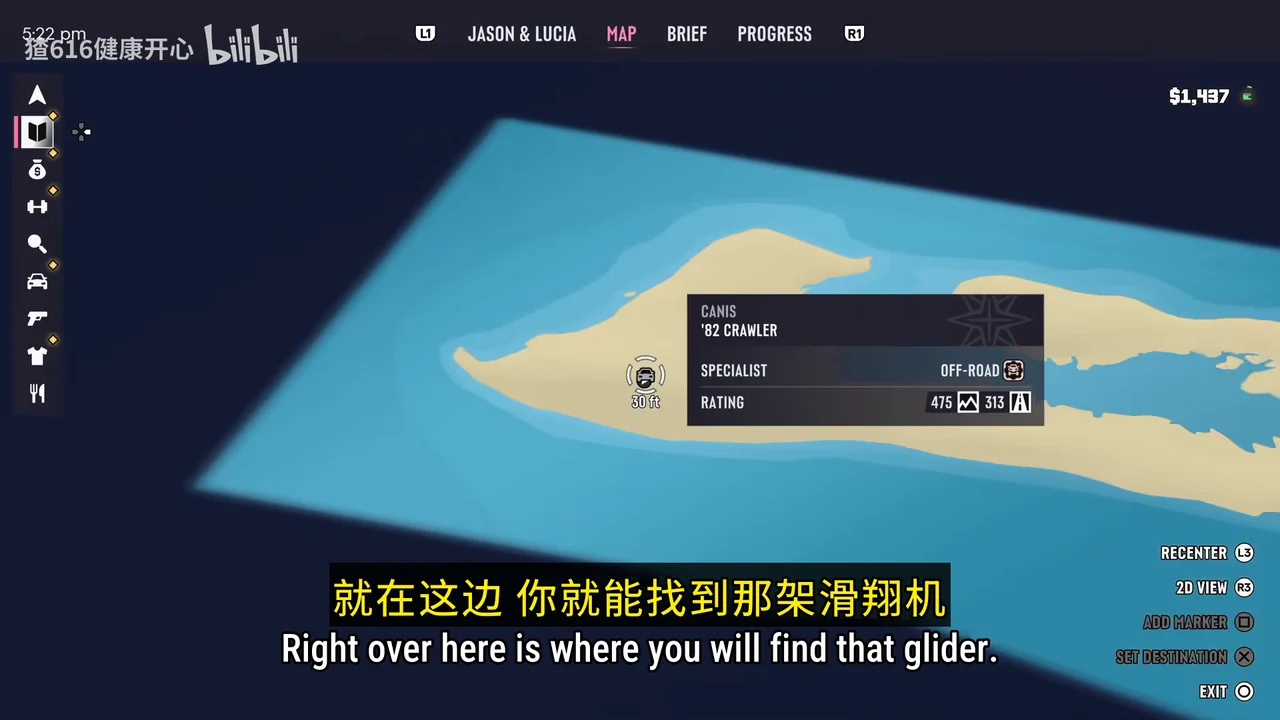 5:22 pm
猹616健康开心 bilibili
L1 JASON & LUCIA MAP BRIEF PROGRESS R1
$1,437
CANIS
'82 CRAWLER
SPECIALIST OFF-ROAD
30 ft
RATING 475 313
RECENTER L3
2D VIEW R3
ADD MARKER
SET DESTINATION
EXIT
就在这边 你就能找到那架滑翔机
Right over here is where you will find that glider.